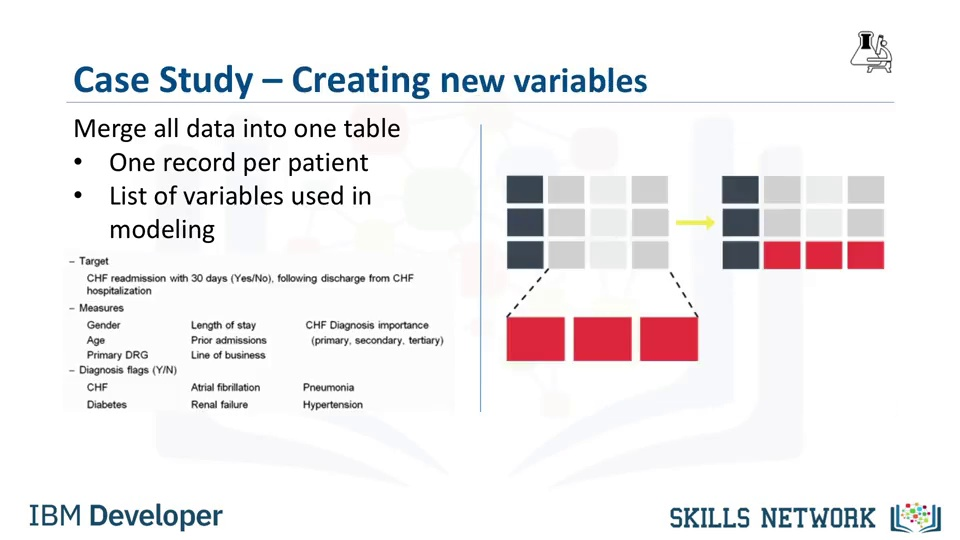 Case Study – Creating new variables
Merge all data into one table
• One record per patient
• List of variables used in
modeling
– Target
CHF readmission with 30 days (Yes/No), following discharge from CHF
hospitalization
– Measures
Gender Length of stay CHF Diagnosis importance
Age Prior admissions (primary, secondary, tertiary)
Primary DRG Line of business
– Diagnosis flags (Y/N)
CHF Atrial fibrillation Pneumonia
Diabetes Renal failure Hypertension
IBM Developer
SKILLS NETWORK